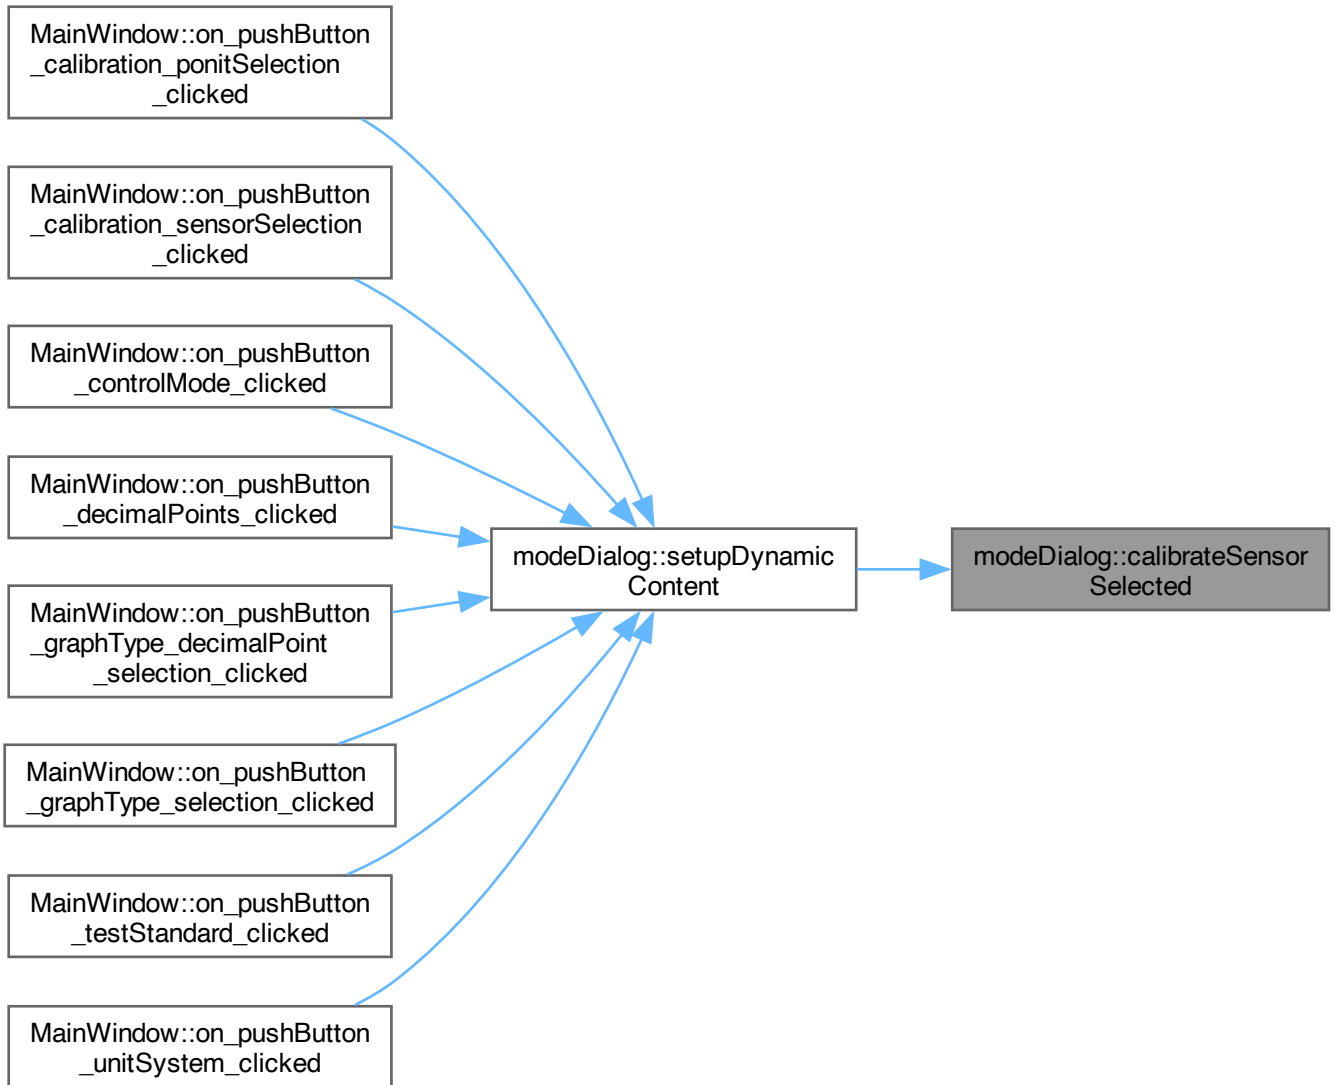 MainWindow::on_pushButton
_calibration_ponitSelection
_clicked
MainWindow::on_pushButton
_calibration_sensorSelection
_clicked
MainWindow::on_pushButton
_controlMode_clicked
MainWindow::on_pushButton
_decimalPoints_clicked
MainWindow::on_pushButton
_graphType_decimalPoint
_selection_clicked
MainWindow::on_pushButton
_graphType_selection_clicked
MainWindow::on_pushButton
_testStandard_clicked
MainWindow::on_pushButton
_unitSystem_clicked
modeDialog::setupDynamic
Content
modeDialog::calibrateSensor
Selected